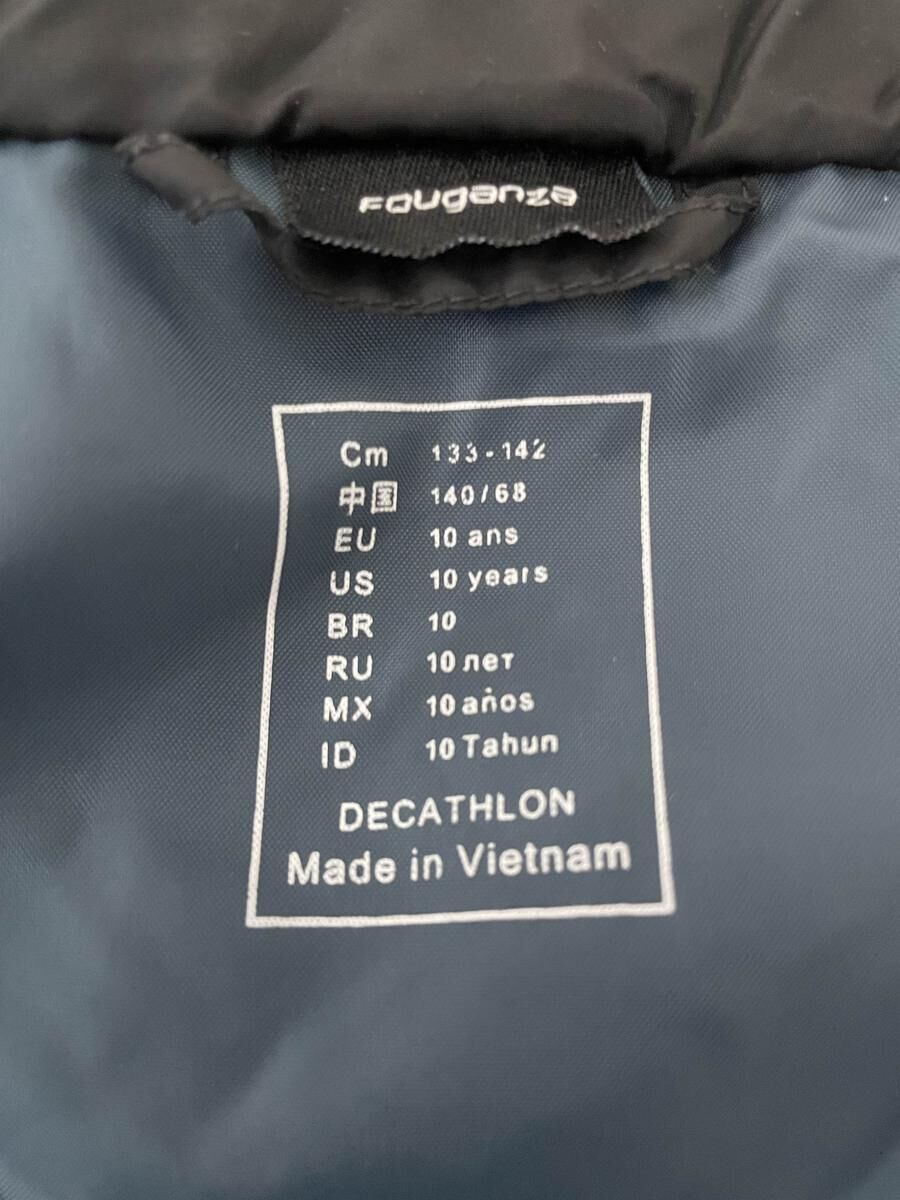 Fouganza
Cm 133-142
中国 140/68
EU 10 ans
US 10 years
BR 10
RU 10 лет
MX 10 años
ID 10 Tahun
DECATHLON
Made in Vietnam